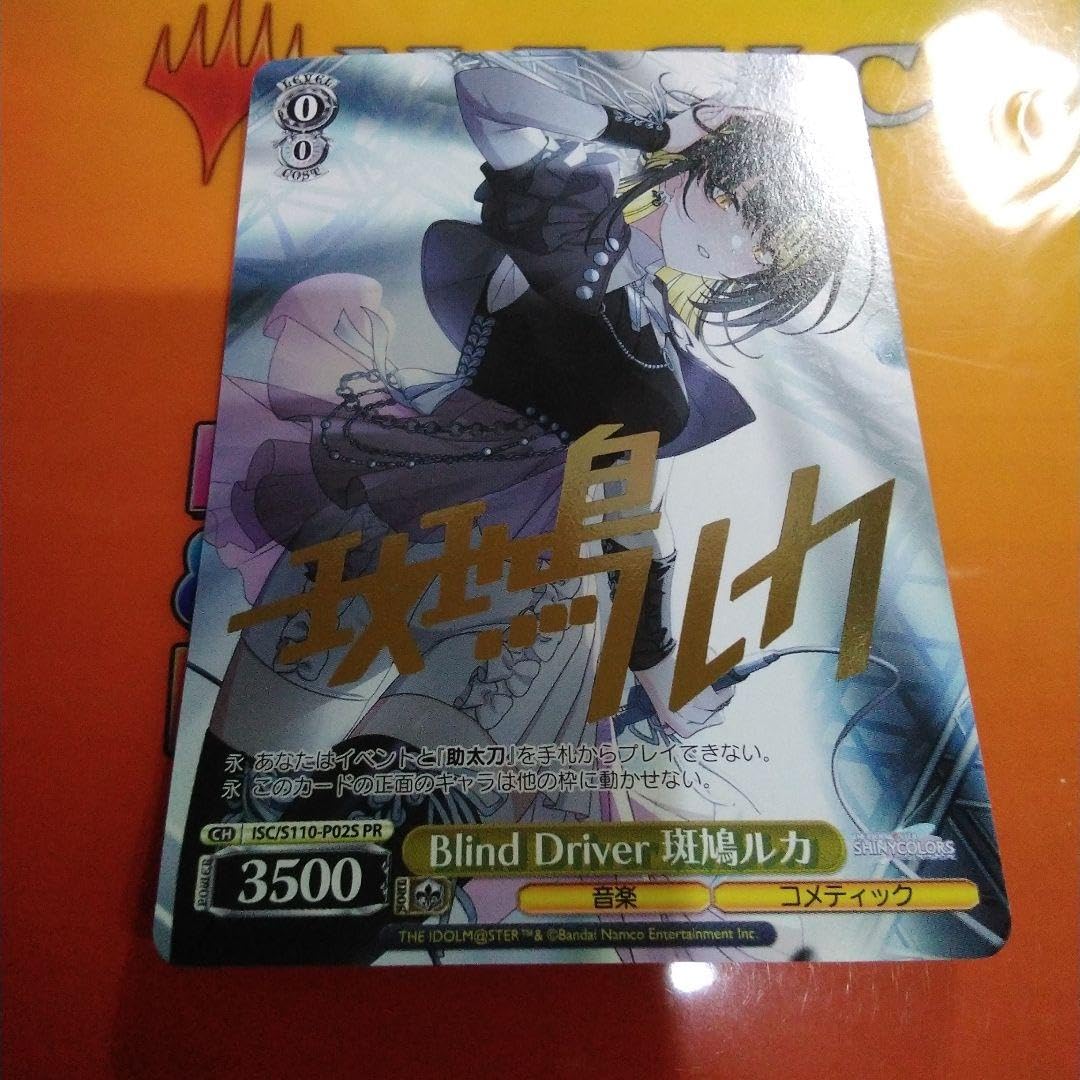 MAGIC
LEVEL
0
0
COST
斑鳩ルカ
永 あなたはイベントと『助太刀』を手札からプレイできない。
永 このカードの正面のキャラは他の枠に動かせない。
CH ISC/S110-P02S PR
Blind Driver 斑鳩ルカ
SHINYCOLORS
POWER
3500
SOUL
音楽 コメティック
THE IDOLM@STER™& ©Bandai Namco Entertainment Inc.